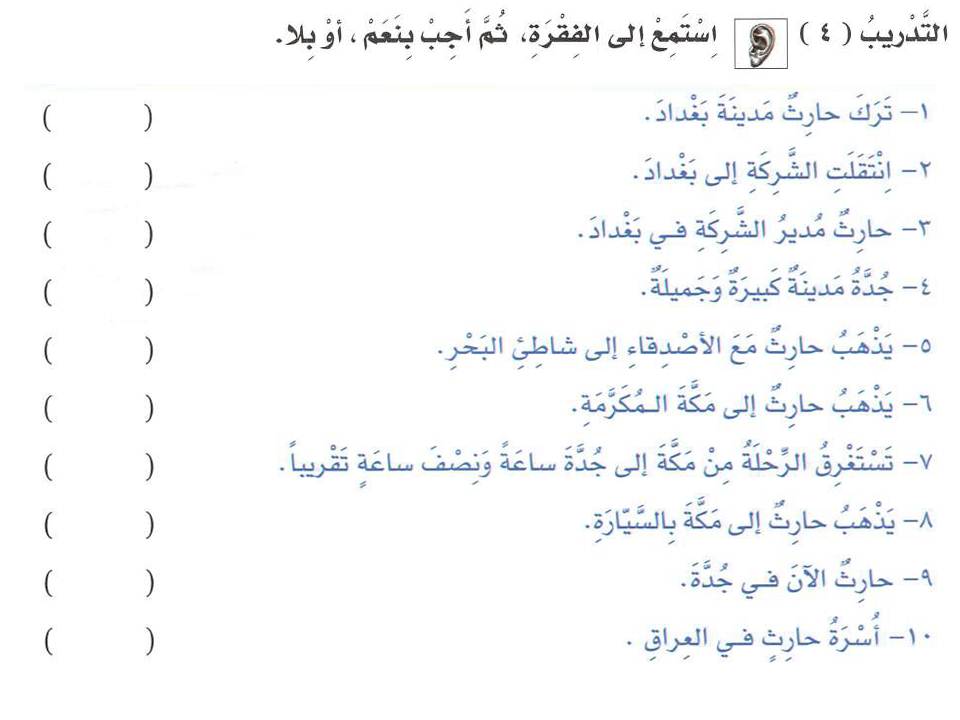 التَّدْريبُ ( ٤ ) اِسْتَمِعْ إلى الفِقْرَةِ، ثُمَّ أَجِبْ بِنَعَمْ ، أوْ بِلا.
١– تَرَكَ حارِثٌ مَدينَةَ بَغْدادَ. ( )
٢– اِنْتَقَلَتِ الشَّرِكَةِ إلى بَغْدادَ. ( )
٣– حارِثٌ مُديرُ الشَّرِكَةِ فـي بَغْدادَ. ( )
٤– جُدَّةُ مَدينَةٌ كَبيرَةٌ وَجَميلَةٌ. ( )
٥– يَذْهَبُ حارِثٌ مَعَ الأصْدِقاءِ إلى شاطِئِ البَحْرِ. ( )
٦– يَذْهَبُ حارِثٌ إلى مَكَّةَ الـمُكَرَّمَةِ. ( )
٧– تَسْتَغْرِقُ الرِّحْلَةُ مِنْ مَكَّةَ إلى جُدَّةَ ساعَةً وَنِصْفَ ساعَةٍ تَقْريباً. ( )
٨– يَذْهَبُ حارِثٌ إلى مَكَّةَ بِالسَّيّارَةِ. ( )
٩– حارِثٌ الآنَ فـي جُدَّةَ. ( )
١٠– أُسْرَةُ حارِثٍ فـي العِراقِ . ( )